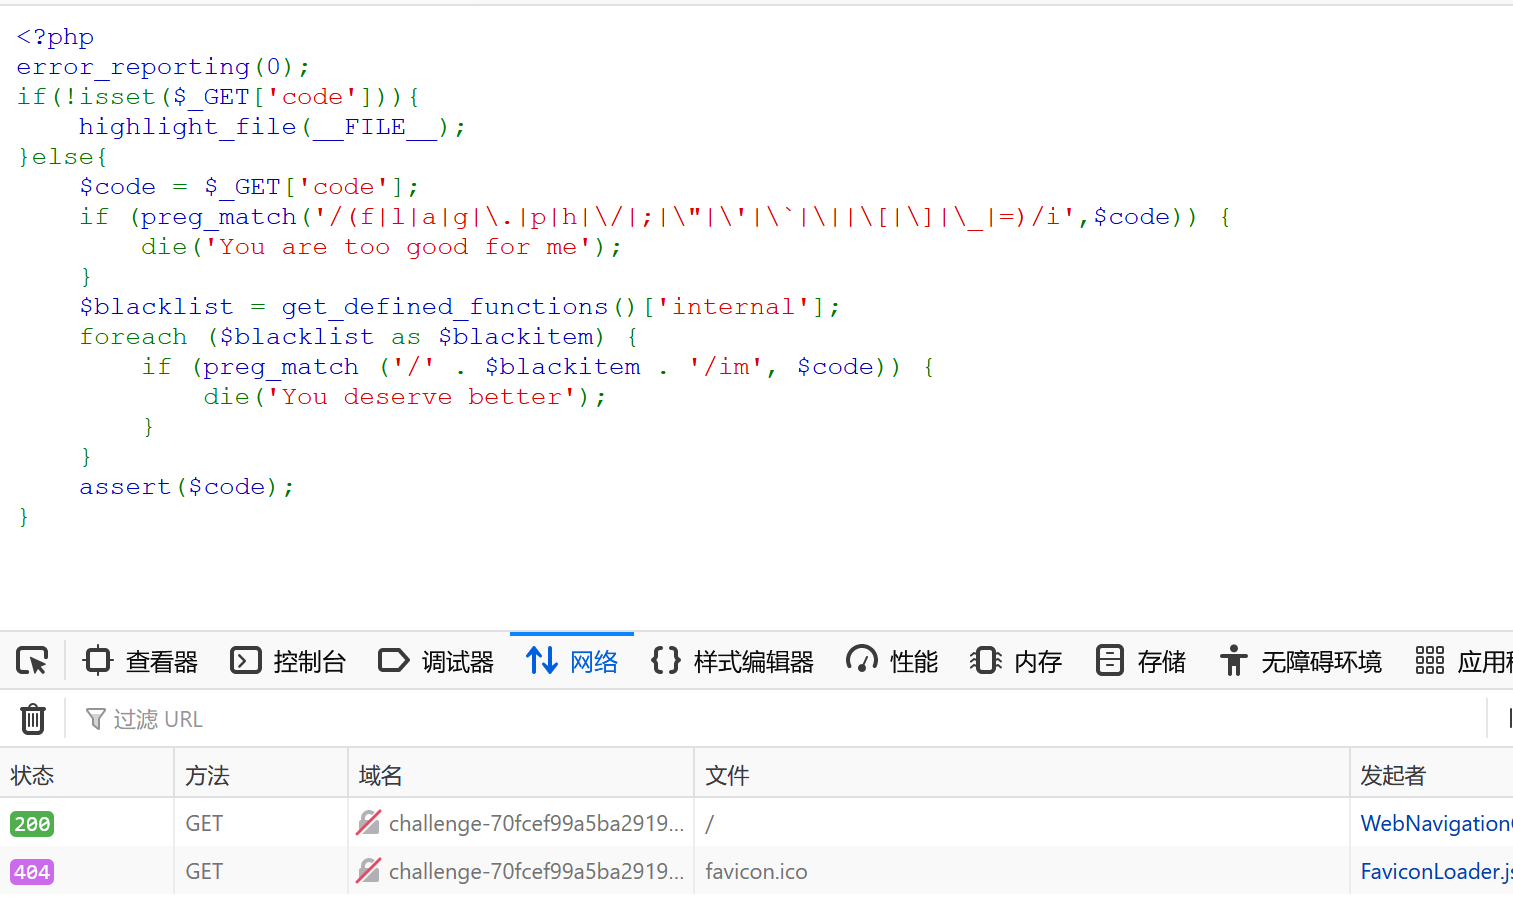 <?php
error_reporting(0);
if(!isset($_GET['code'])){
    highlight_file(__FILE__);
}else{
    $code = $_GET['code'];
    if (preg_match('/(f|l|a|g|\.|p|h|\/|;|\"|\'|\`|\||\[|\]|\_|=)/i',$code)) {
        die('You are too good for me');
    }
    $blacklist = get_defined_functions()['internal'];
    foreach ($blacklist as $blackitem) {
        if (preg_match ('/' . $blackitem . '/im', $code)) {
            die('You deserve better');
        }
    }
    assert($code);
}
查看器 控制台 调试器 网络 {} 样式编辑器 性能 内存 存储 无障碍环境 应用
过滤 URL
状态 方法 域名 文件 发起者
200 GET challenge-70fcef99a5ba2919... / WebNavigation
404 GET challenge-70fcef99a5ba2919... favicon.ico FaviconLoader.js